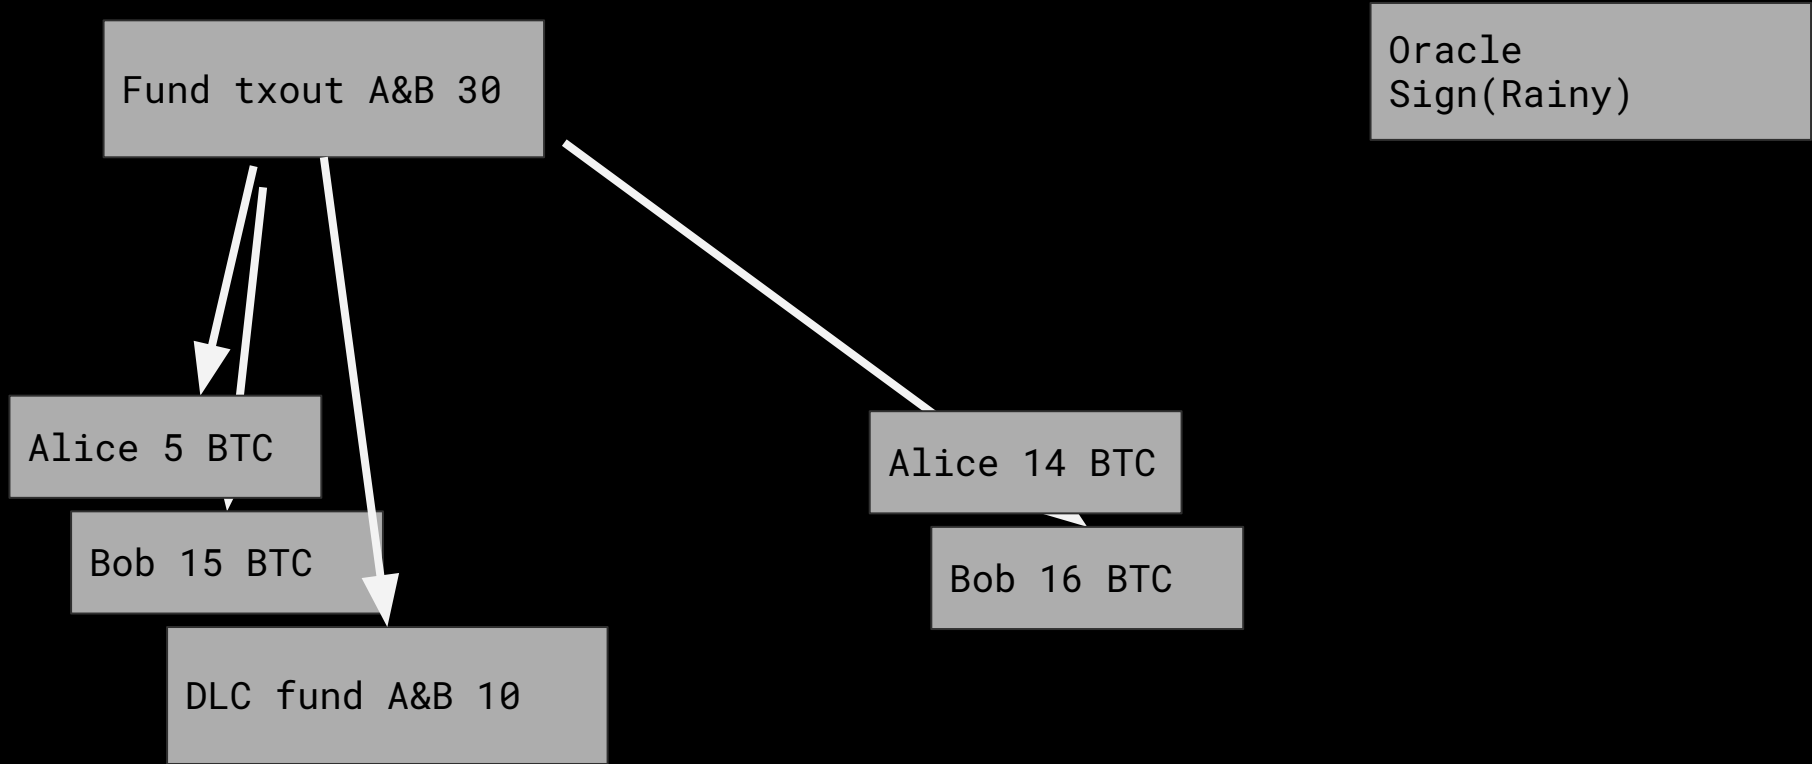 Fund txout A&B 30
Oracle
Sign(Rainy)
Alice 5 BTC
Bob 15 BTC
DLC fund A&B 10
Alice 14 BTC
Bob 16 BTC